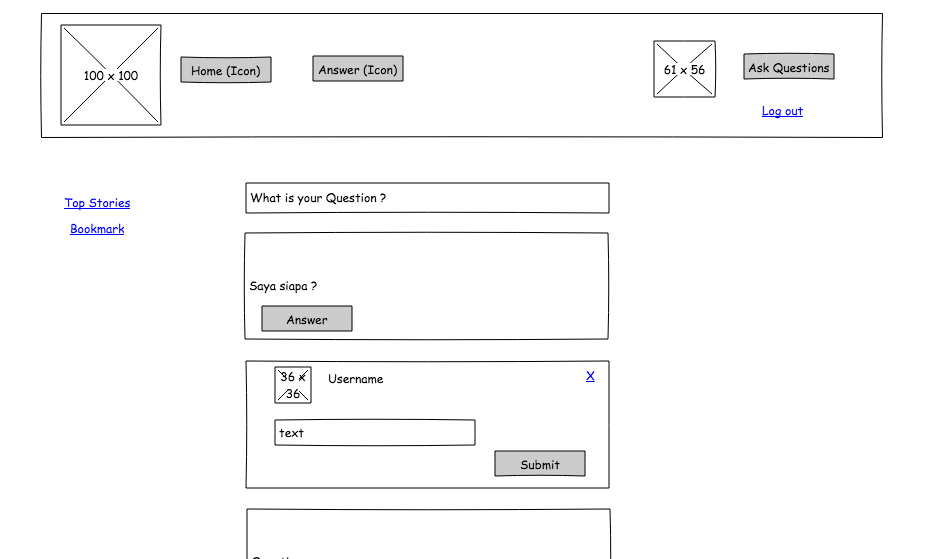 100 x 100
Home (Icon)
Answer (Icon)
61 x 56
Ask Questions
Log out
Top Stories
Bookmark
What is your Question ?
Saya siapa ?
Answer
36 x
36
Username
X
text
Submit